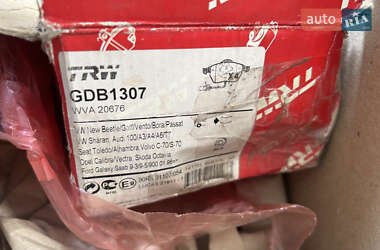 auto RIA.com
TRW
GDB1307
WVA 20676
VW New Beetle/Golf/Vento/Bora/Passat
VW Sharan, Audi 100/A3/A4/A6/TT
Seat Toledo/Alhambra, Volvo C-70/S-70
Opel Calibra/Vectra, Skoda Octavia
Ford Galaxy, Saab 9-3/9-5/900
TRW